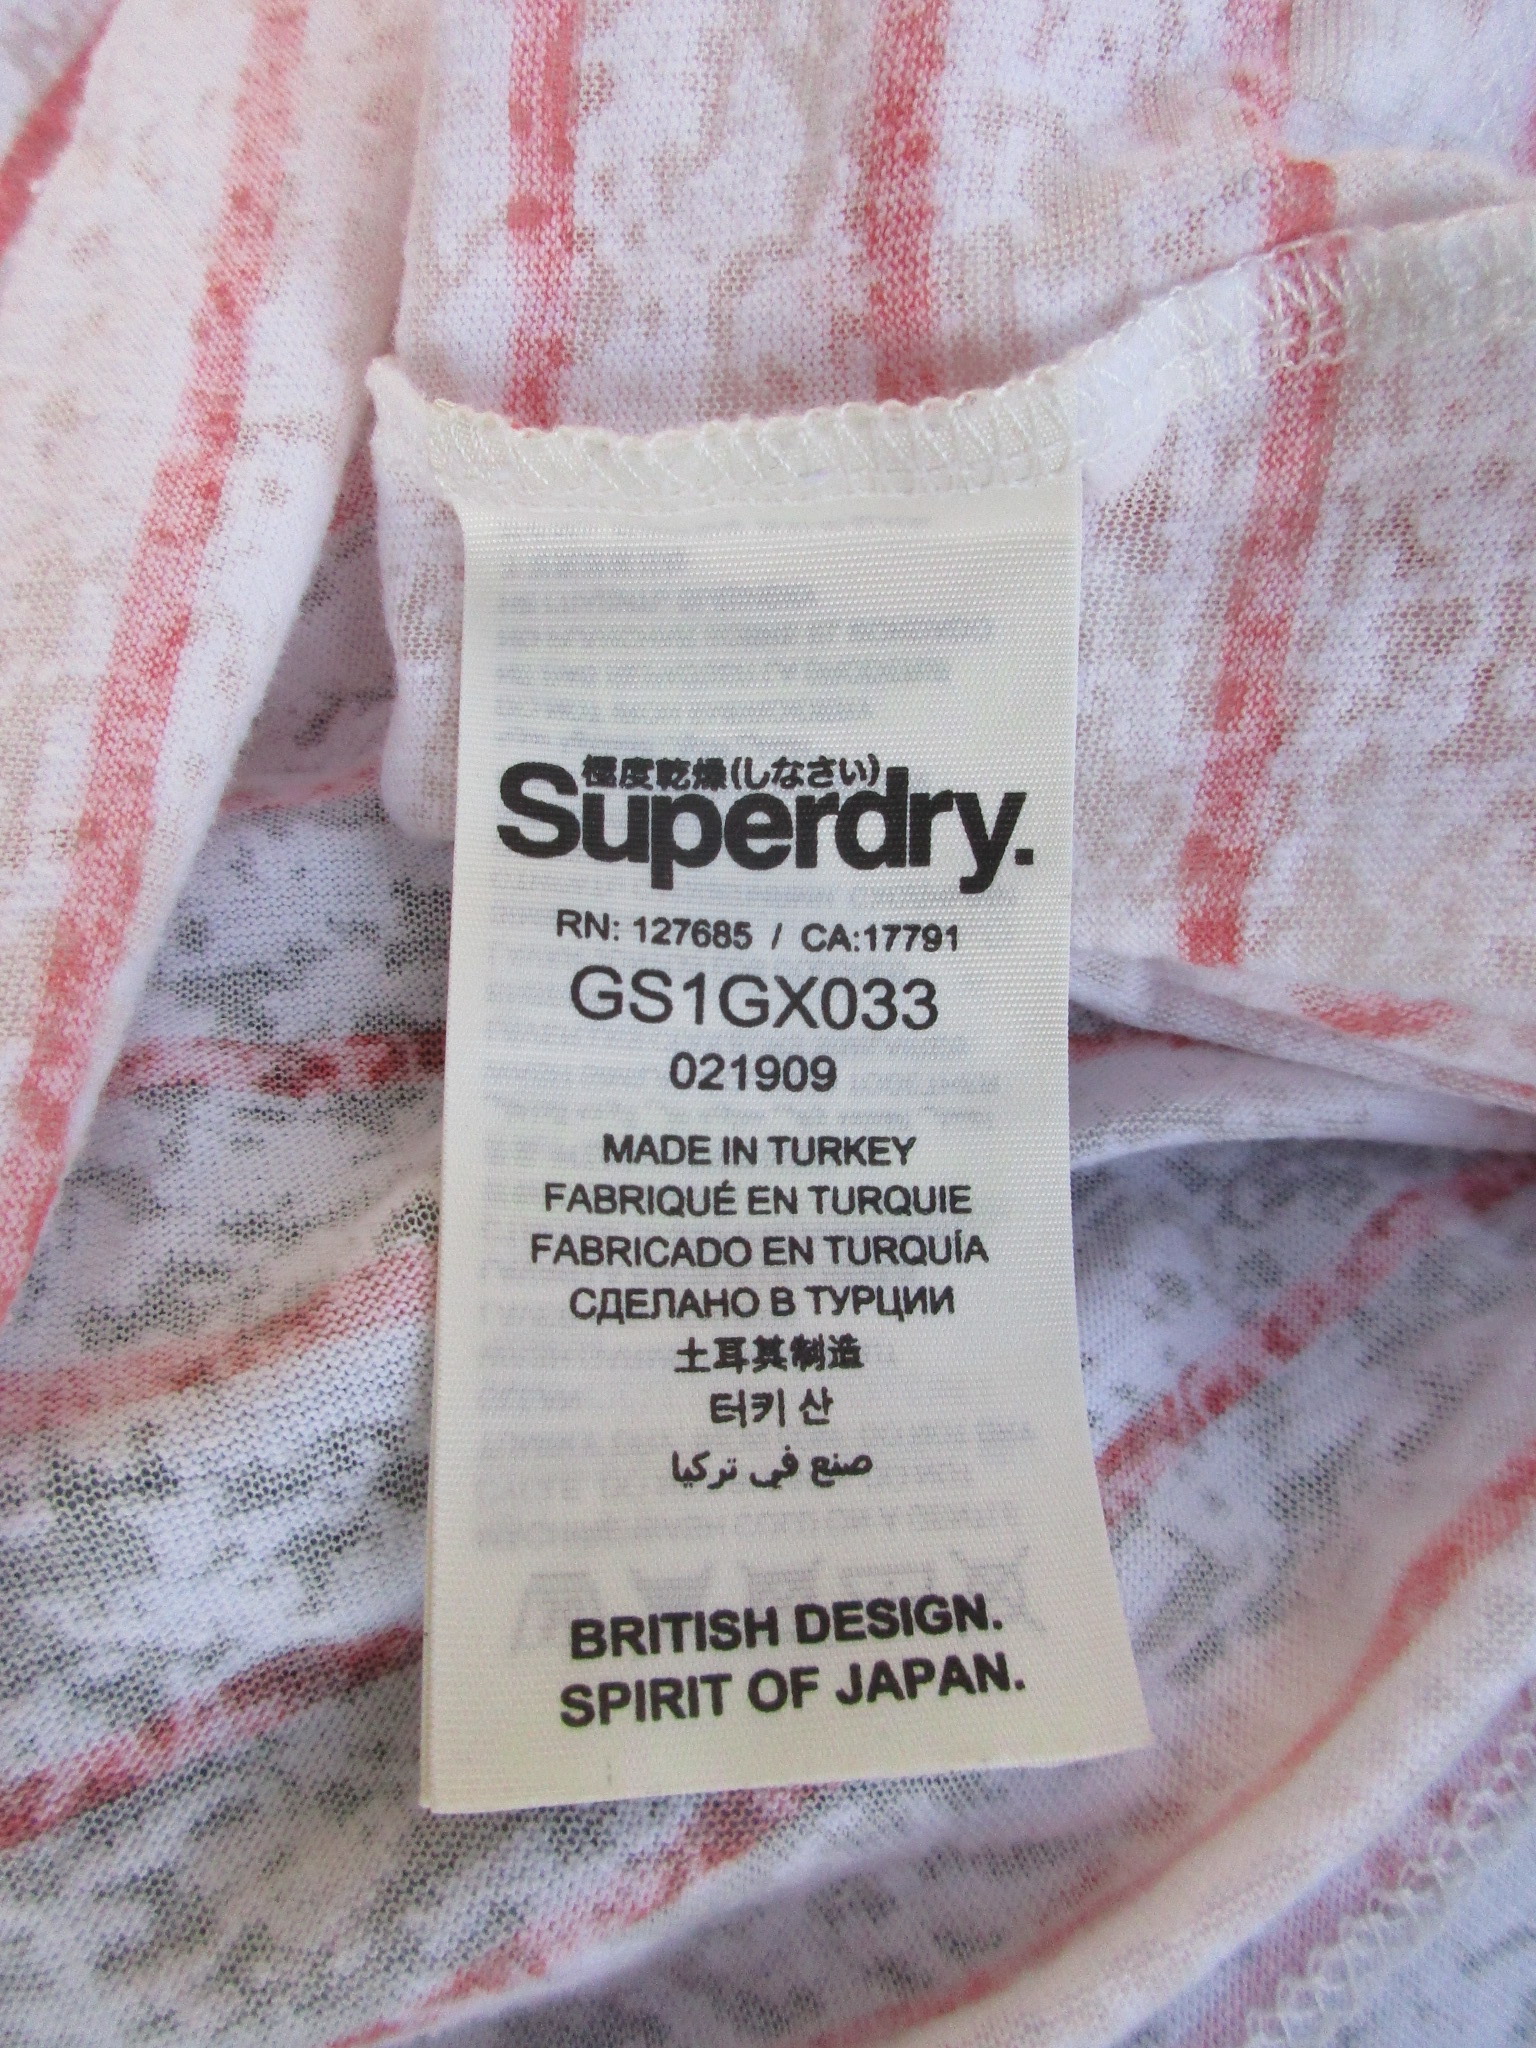 極度乾燥(しなさい)
Superdry.
RN: 127685 / CA:17791
GS1GX033
021909
MADE IN TURKEY
FABRIQUÉ EN TURQUIE
FABRICADO EN TURQUÍA
СДЕЛАНО В ТУРЦИИ
土耳其制造
터키 산
صنع في تركيا
BRITISH DESIGN.
SPIRIT OF JAPAN.